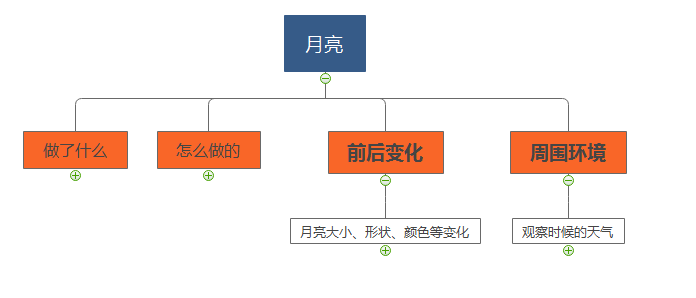 月亮
做了什么
怎么做的
前后变化
周围环境
月亮大小、形状、颜色等变化
观察时候的天气